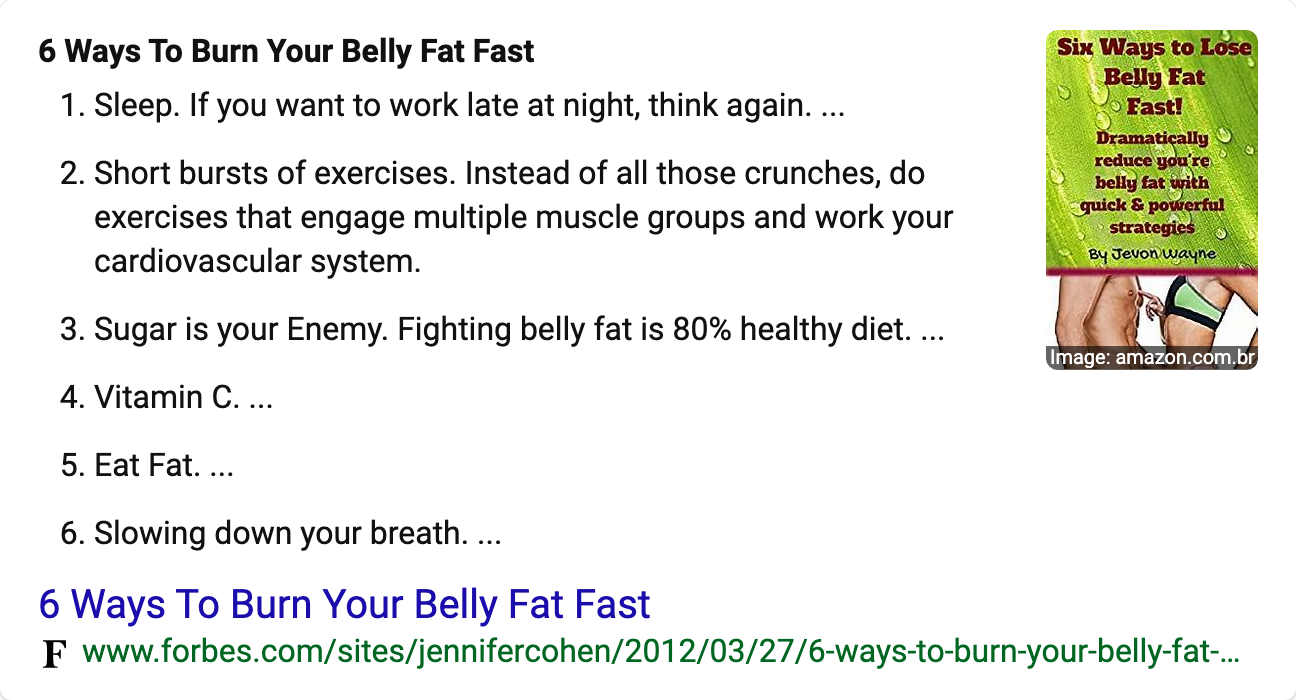 6 Ways To Burn Your Belly Fat Fast
1. Sleep. If you want to work late at night, think again. ...
2. Short bursts of exercises. Instead of all those crunches, do
exercises that engage multiple muscle groups and work your
cardiovascular system.
3. Sugar is your Enemy. Fighting belly fat is 80% healthy diet. ...
4. Vitamin C. ...
5. Eat Fat. ...
6. Slowing down your breath. ...
6 Ways To Burn Your Belly Fat Fast
F www.forbes.com/sites/jennifercohen/2012/03/27/6-ways-to-burn-your-belly-fat-...
Six Ways to Lose
Belly Fat
Fast!
Dramatically
reduce you're
belly fat with
quick & powerful
strategies
By Jevon Wayne
Image: amazon.com.br